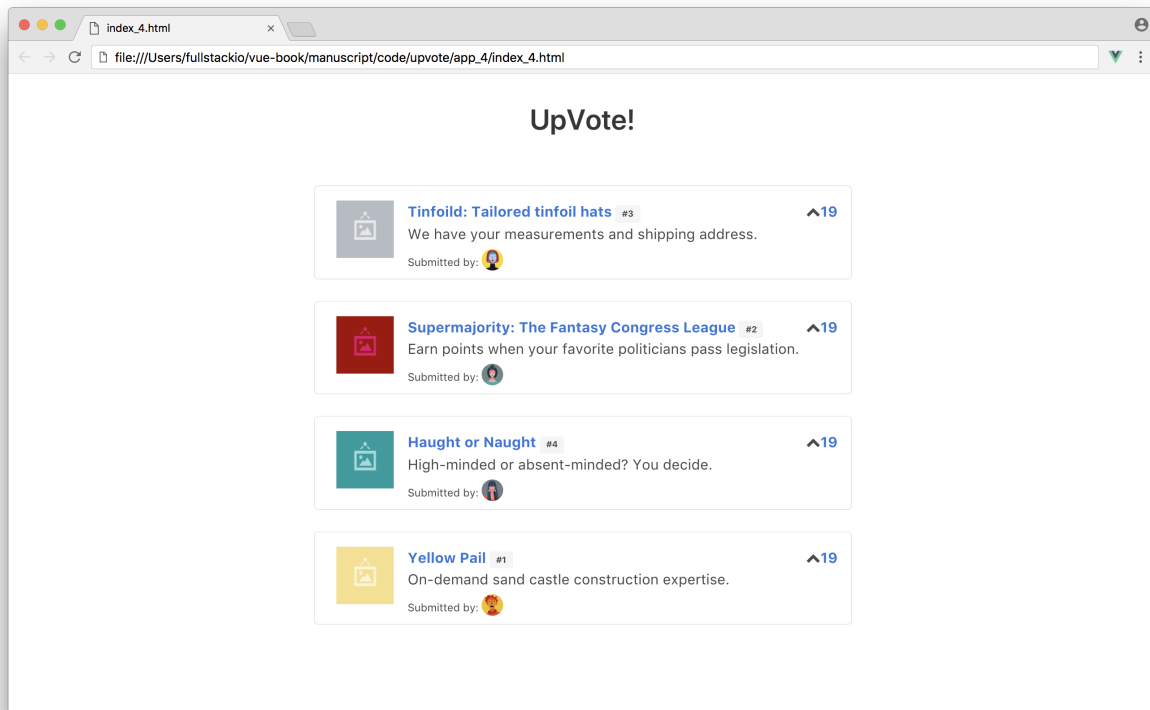 index_4.html
file:///Users/fullstackio/vue-book/manuscript/code/upvote/app_4/index_4.html
UpVote!
Tinfoild: Tailored tinfoil hats #3 19
We have your measurements and shipping address.
Submitted by:
Supermajority: The Fantasy Congress League #2 19
Earn points when your favorite politicians pass legislation.
Submitted by:
Haught or Naught #4 19
High-minded or absent-minded? You decide.
Submitted by:
Yellow Pail #1 19
On-demand sand castle construction expertise.
Submitted by: